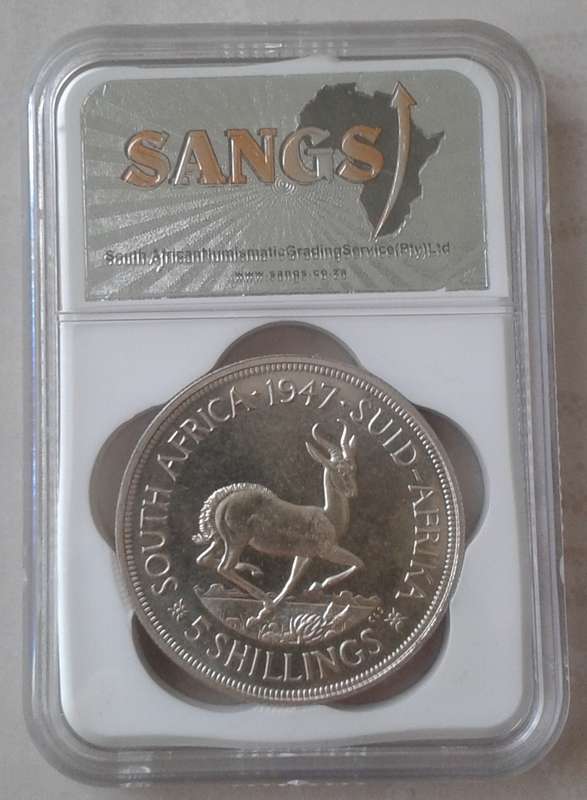 SANGS
South African Numismatic Grading Service (Pty) Ltd
www.sangs.co.za
SOUTH AFRICA · 1947 · SUID-AFRIKA
5 SHILLINGS